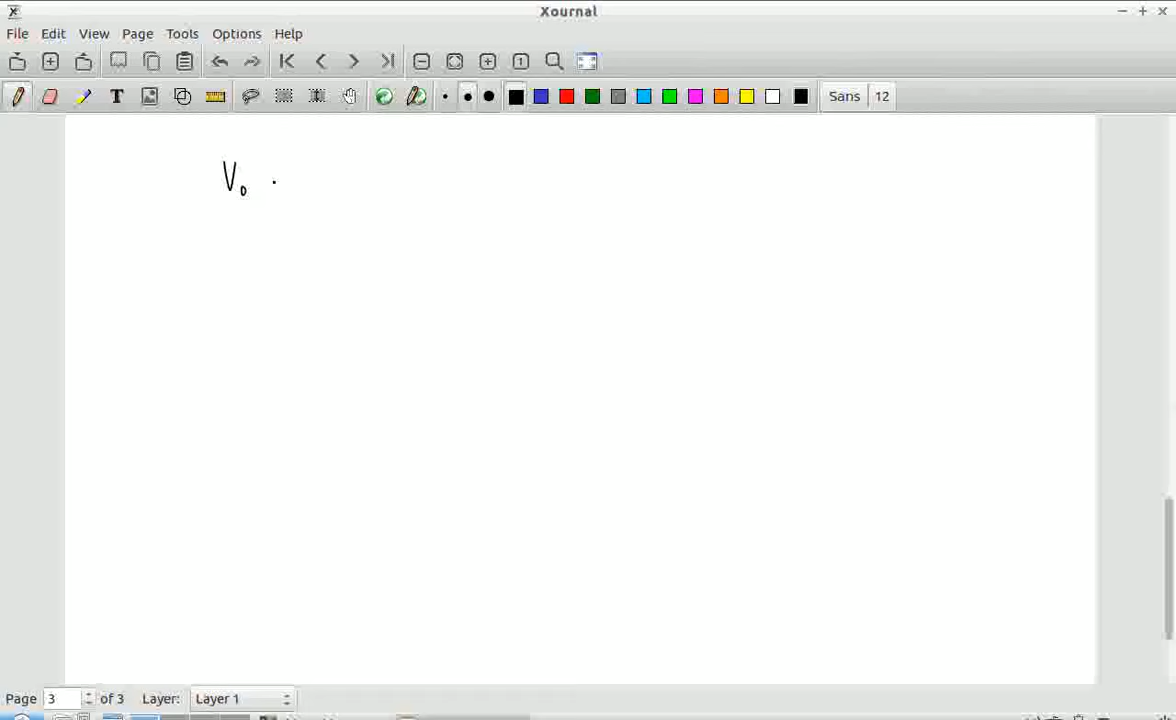 Xournal
File Edit View Page Tools Options Help
Sans 12
V₀ .
Page 3 of 3 Layer: Layer 1